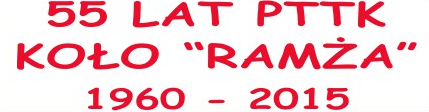 55 LAT PTTK
KOŁO “RAMŻA”
1960 - 2015